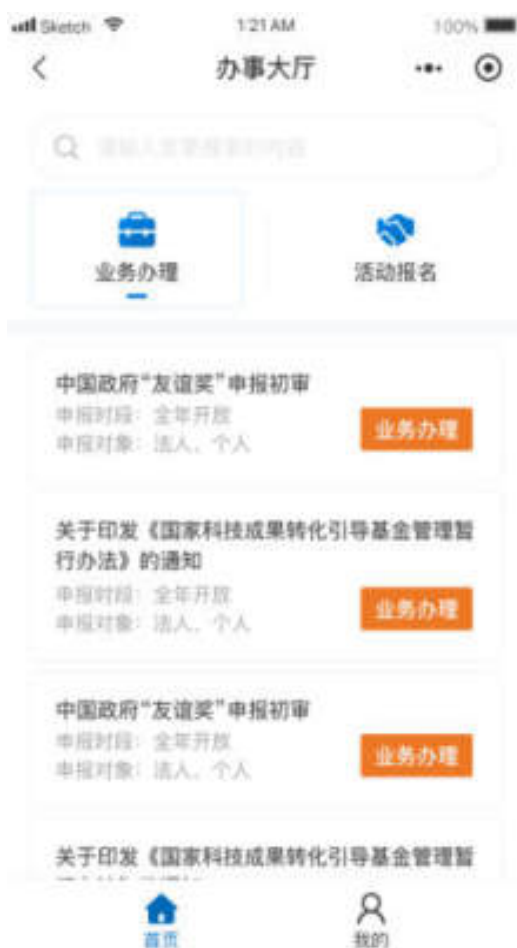 Sketch 1:21 AM 100%
办事大厅
业务办理 活动报名
中国政府“友谊奖”申报初审
申报时段：全年开放
申报对象：法人、个人
业务办理
关于印发《国家科技成果转化引导基金管理暂
行办法》的通知
申报时段：全年开放
申报对象：法人、个人
业务办理
中国政府“友谊奖”申报初审
申报时段：全年开放
申报对象：法人、个人
业务办理
关于印发《国家科技成果转化引导基金管理暂
首页 我的